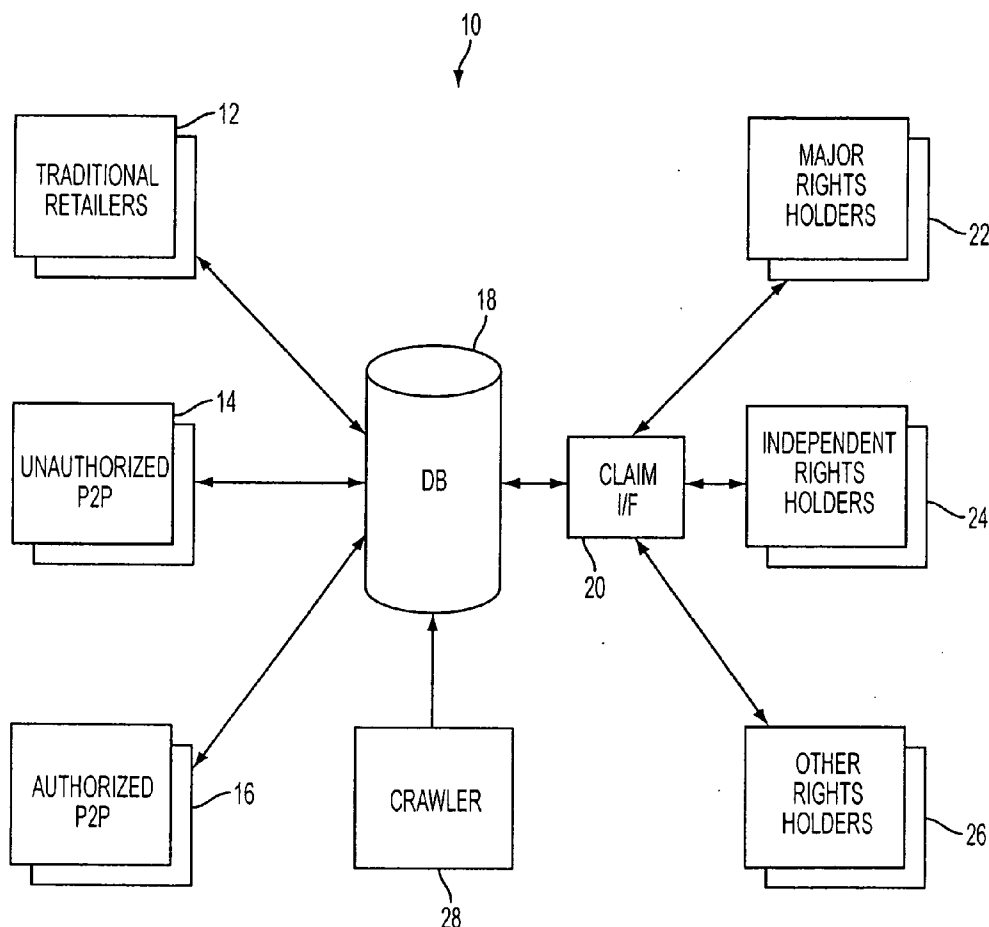 10
12
TRADITIONAL
RETAILERS
MAJOR
RIGHTS
HOLDERS
22
18
14
UNAUTHORIZED
P2P
DB
CLAIM
I/F
20
INDEPENDENT
RIGHTS
HOLDERS
24
AUTHORIZED
P2P
16
CRAWLER
28
OTHER
RIGHTS
HOLDERS
26